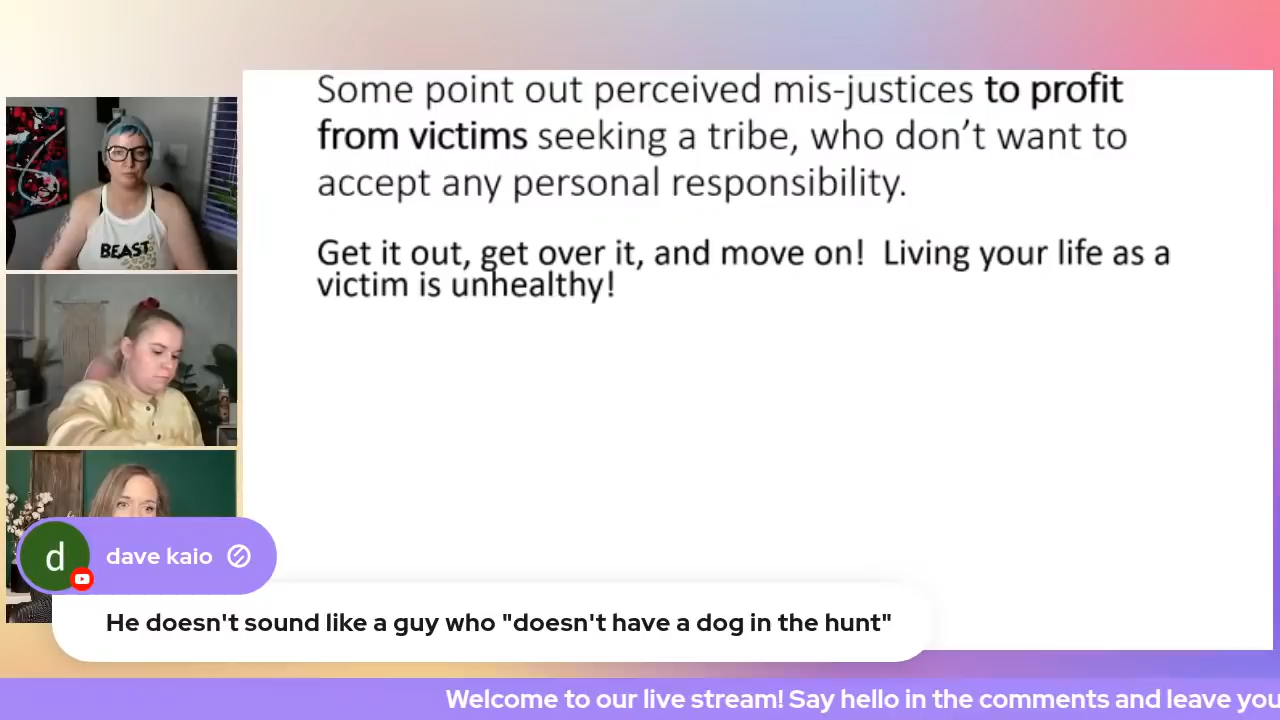 Some point out perceived mis-justices to profit
from victims seeking a tribe, who don’t want to
accept any personal responsibility.
Get it out, get over it, and move on!  Living your life as a
victim is unhealthy!
BEAST
d
dave kaio
He doesn't sound like a guy who "doesn't have a dog in the hunt"
Welcome to our live stream! Say hello in the comments and leave you